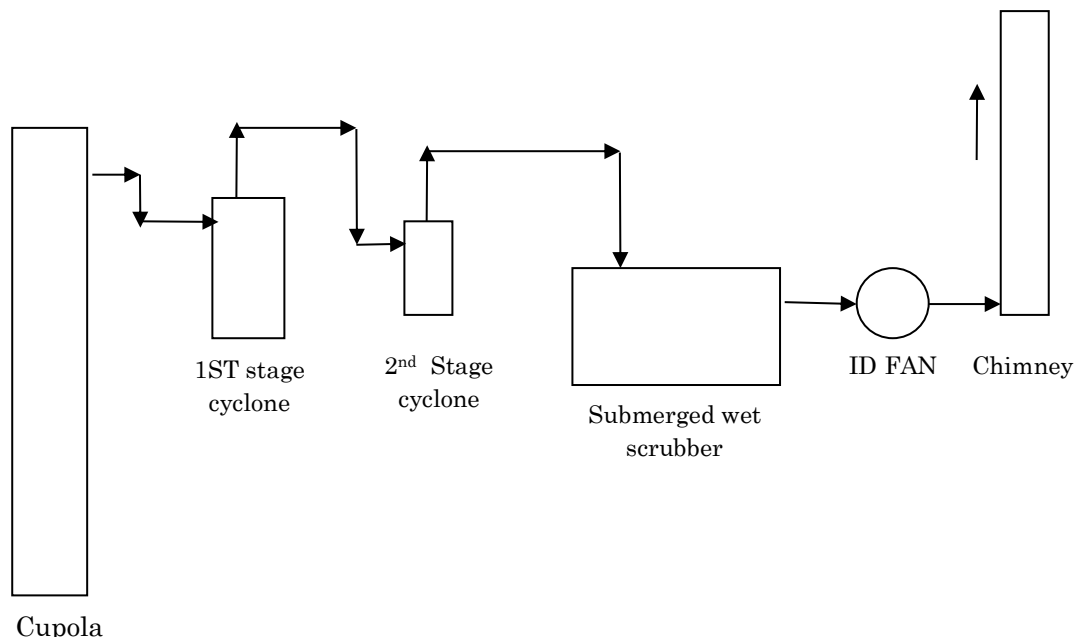 1ST stage
cyclone
2nd Stage
cyclone
Submerged wet
scrubber
ID FAN
Chimney
Cupola